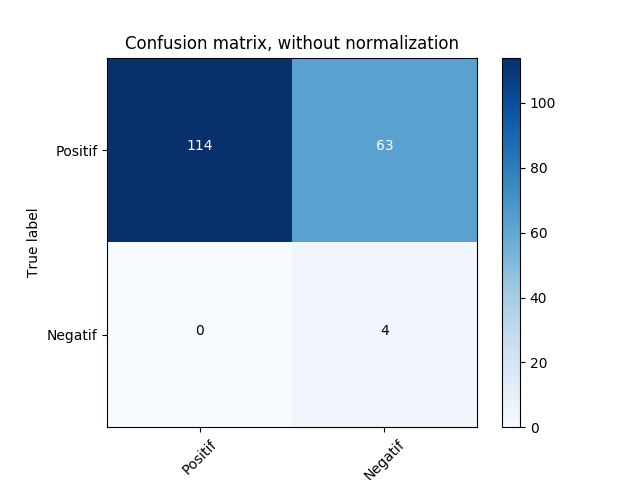 Confusion matrix, without normalization
True label
Positif
Negatif
114
63
0
4
Positif
Negatif
100
80
60
40
20
0